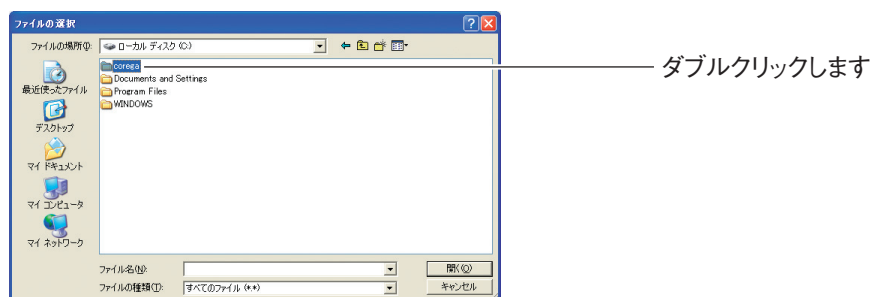 ファイルの選択
ファイルの場所(I):
ローカル ディスク (C:)
corega
Documents and Settings
Program Files
WINDOWS
最近使ったファイル
デスクトップ
マイ ドキュメント
マイ コンピュータ
マイ ネットワーク
ファイル名(N):
開く(O)
ファイルの種類(T):
すべてのファイル (*.*)
キャンセル
ダブルクリックします